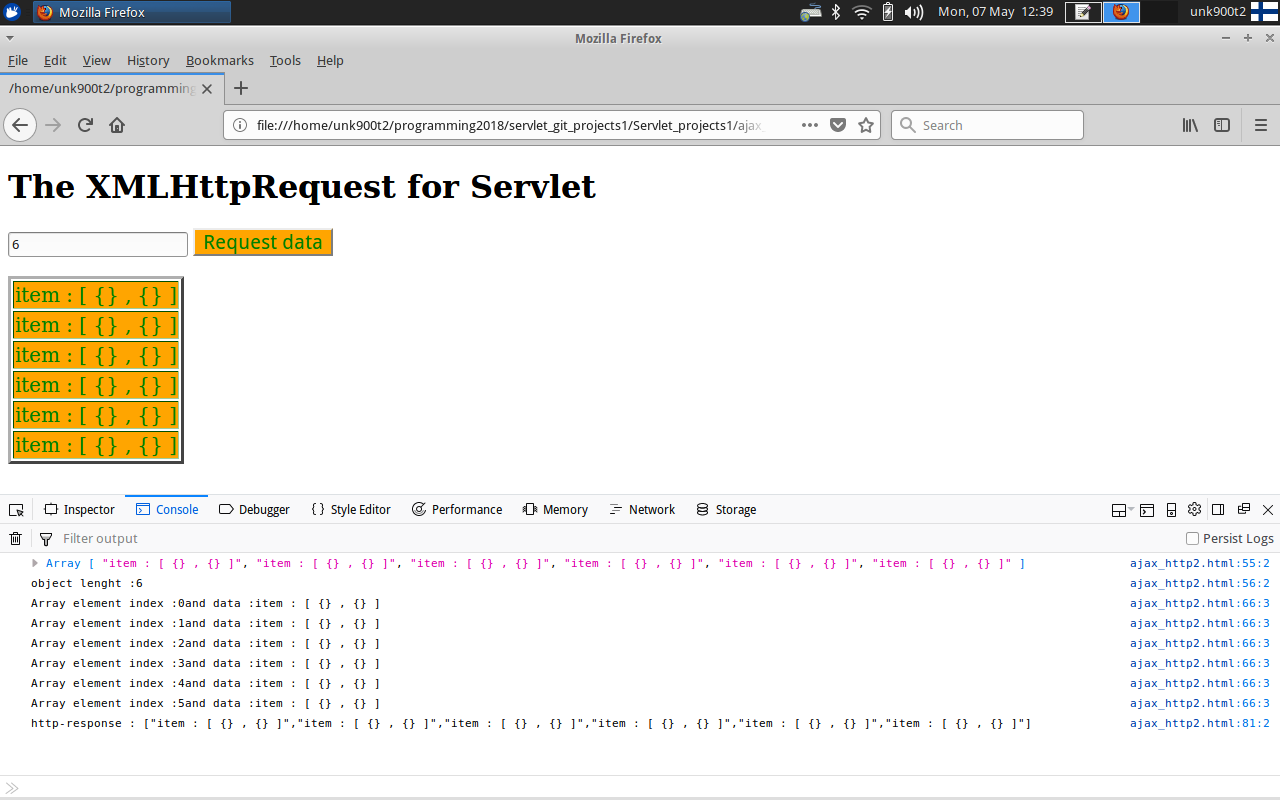 Mozilla Firefox
Mon, 07 May 12:39
unk900t2
Mozilla Firefox
File Edit View History Bookmarks Tools Help
/home/unk900t2/programming
file:///home/unk900t2/programming2018/servlet_git_projects1/Servlet_projects1/ajax_
Search
The XMLHttpRequest for Servlet
6 Request data
item : [ {} , {} ]
item : [ {} , {} ]
item : [ {} , {} ]
item : [ {} , {} ]
item : [ {} , {} ]
item : [ {} , {} ]
Inspector Console Debugger { } Style Editor Performance Memory Network Storage
Filter output Persist Logs
Array [ "item : [ {} , {} ]", "item : [ {} , {} ]", "item : [ {} , {} ]", "item : [ {} , {} ]", "item : [ {} , {} ]", "item : [ {} , {} ]" ] ajax_http2.html:55:2
object lenght :6 ajax_http2.html:56:2
Array element index :0and data :item : [ {} , {} ] ajax_http2.html:66:3
Array element index :1and data :item : [ {} , {} ] ajax_http2.html:66:3
Array element index :2and data :item : [ {} , {} ] ajax_http2.html:66:3
Array element index :3and data :item : [ {} , {} ] ajax_http2.html:66:3
Array element index :4and data :item : [ {} , {} ] ajax_http2.html:66:3
Array element index :5and data :item : [ {} , {} ] ajax_http2.html:66:3
http-response : ["item : [ {} , {} ]","item : [ {} , {} ]","item : [ {} , {} ]","item : [ {} , {} ]","item : [ {} , {} ]","item : [ {} , {} ]"] ajax_http2.html:81:2